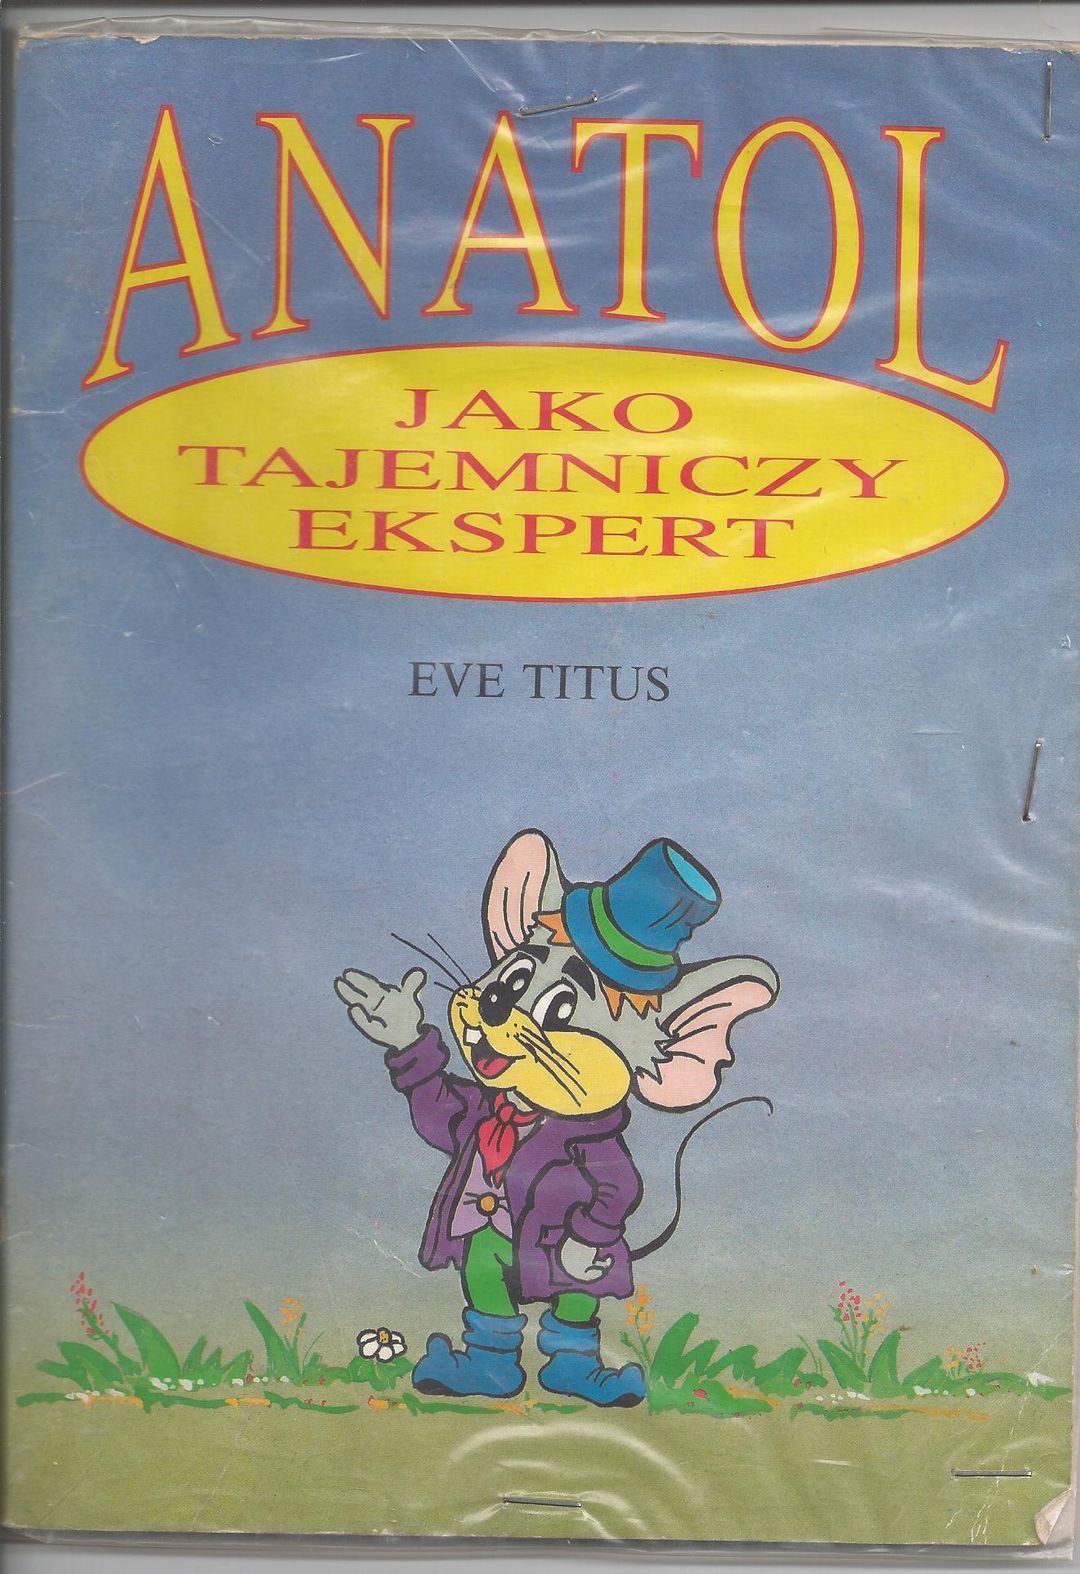 ANATOL
JAKO
TAJEMNICZY
EKSPERT
EVE TITUS